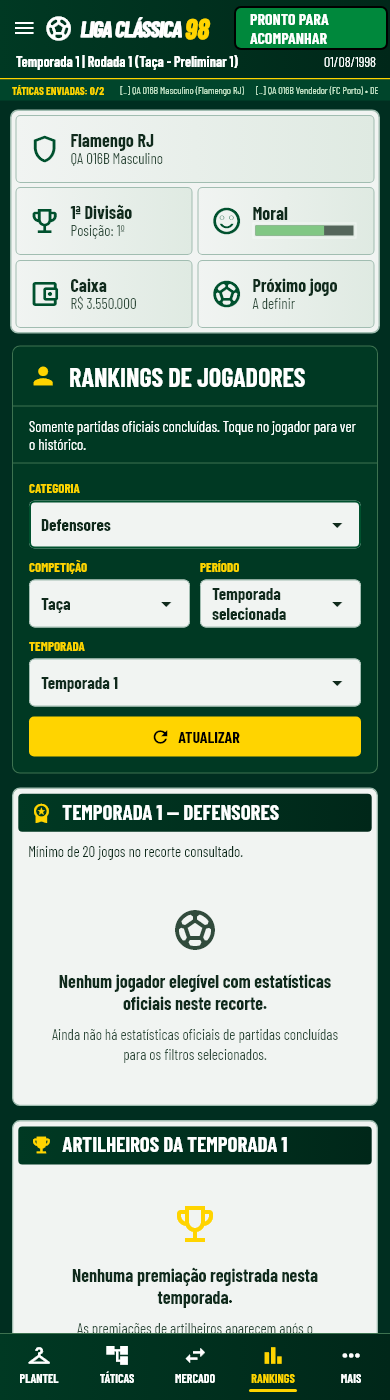 LIGA CLÁSSICA 98
PRONTO PARA
ACOMPANHAR
Temporada 1 | Rodada 1 (Taça - Preliminar 1)
01/08/1998
TÁTICAS ENVIADAS: 0/2
[...] QA 016B Masculino (Flamengo RJ)
[...] QA 016B Vendedor (FC Porto) • DE
Flamengo RJ
QA 016B Masculino
1ª Divisão
Posição: 1º
Moral
Caixa
R$ 3.550.000
Próximo jogo
A definir
RANKINGS DE JOGADORES
Somente partidas oficiais concluídas. Toque no jogador para ver
o histórico.
CATEGORIA
Defensores
COMPETIÇÃO
PERÍODO
Taça
Temporada
selecionada
TEMPORADA
Temporada 1
ATUALIZAR
TEMPORADA 1 — DEFENSORES
Mínimo de 20 jogos no recorte consultado.
Nenhum jogador elegível com estatísticas
oficiais neste recorte.
Ainda não há estatísticas oficiais de partidas concluídas
para os filtros selecionados.
ARTILHEIROS DA TEMPORADA 1
Nenhuma premiação registrada nesta
temporada.
As premiações de artilheiros aparecem após o
PLANTEL
TÁTICAS
MERCADO
RANKINGS
MAIS